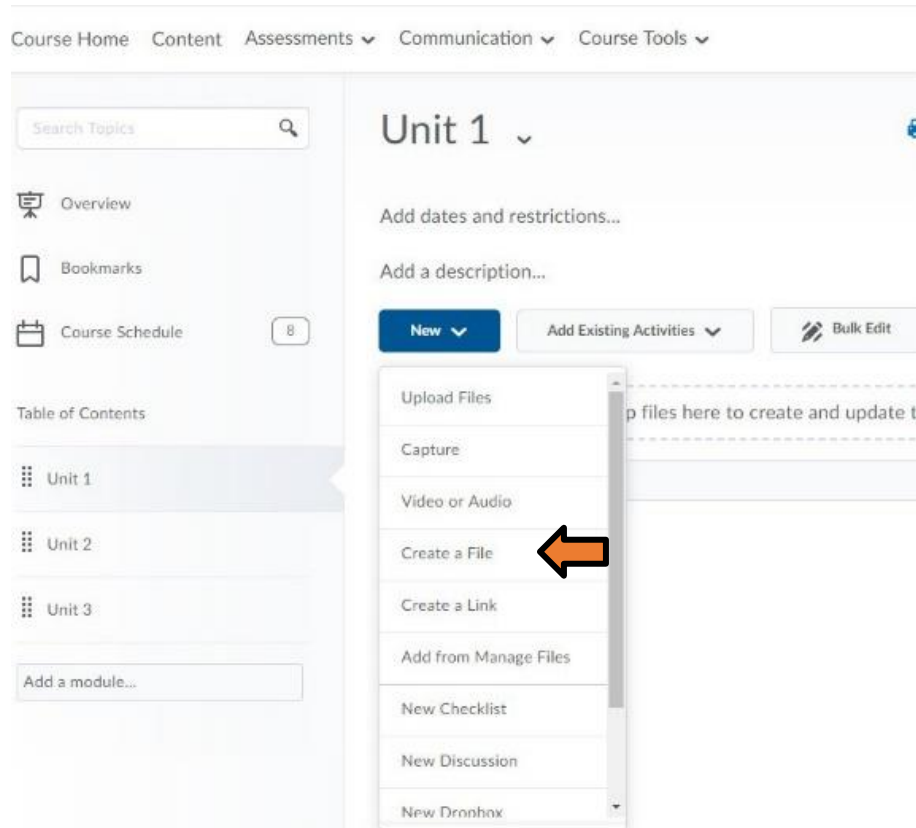 Course Home Content Assessments Communication Course Tools
Search Topics
Unit 1
Overview
Add dates and restrictions...
Bookmarks
Add a description...
Course Schedule 8
New Add Existing Activities Bulk Edit
Table of Contents
Unit 1
Unit 2
Unit 3
Add a module...
Upload Files
p files here to create and update t
Capture
Video or Audio
Create a File
Create a Link
Add from Manage Files
New Checklist
New Discussion
New Dropbox